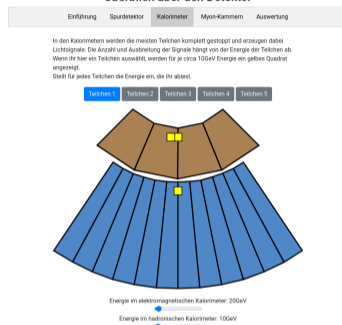 Überblick über den Detektor
Einführung Spurdetektor Kalorimeter Myon-Kammern Auswertung
In den Kalorimetern werden die meisten Teilchen komplett gestoppt und erzeugen dabei
Lichtsignale. Die Anzahl und Ausbreitung der Signale hängt von der Energie der Teilchen ab.
Wenn ihr hier ein Teilchen auswählt, werden für je circa 10GeV Energie ein gelbes Quadrat
angezeigt.
Stellt für jedes Teilchen die Energie ein, die ihr ablest.
Teilchen 1 Teilchen 2 Teilchen 3 Teilchen 4 Teilchen 5
Energie im elektromagnetischen Kalorimeter: 20GeV
Energie im hadronischen Kalorimeter: 10GeV